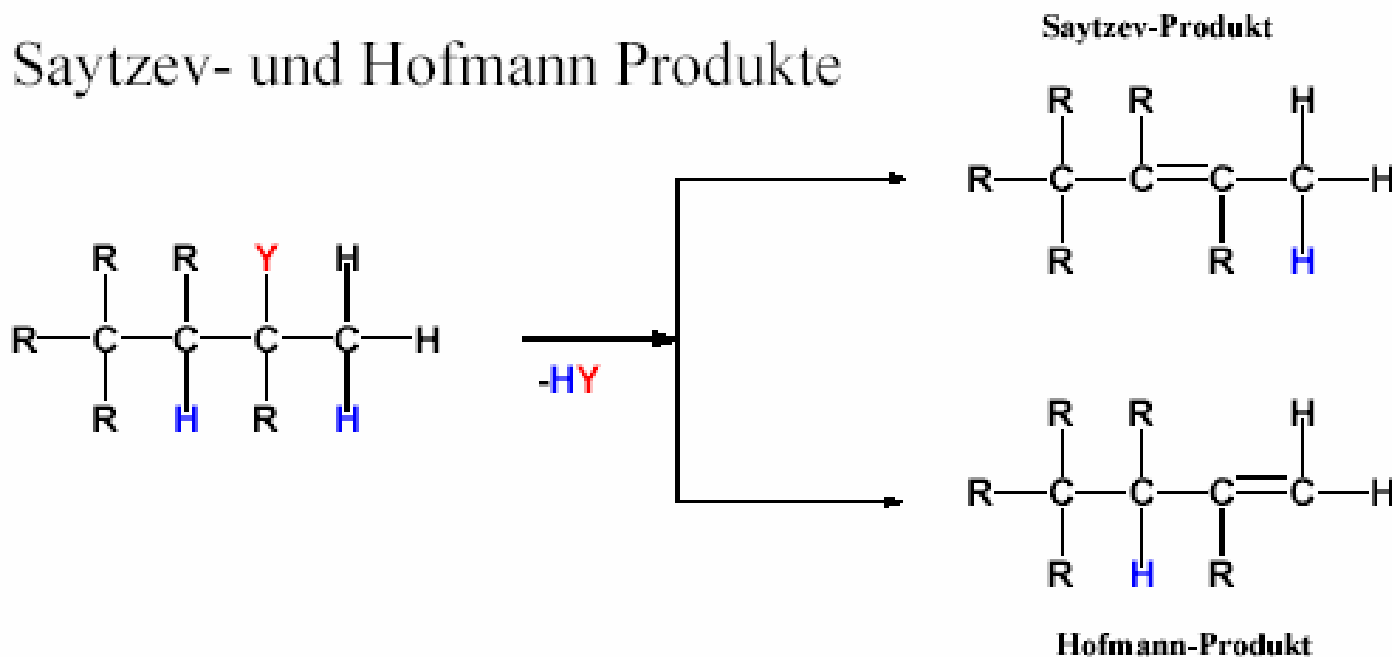 Saytzev- und Hofmann Produkte
Saytzev-Produkt
R R H
R C C C C H
R R H
R R Y H
R C C C C H
R H R H
-HY
R R H
R C C C C H
R H R
Hofmann-Produkt